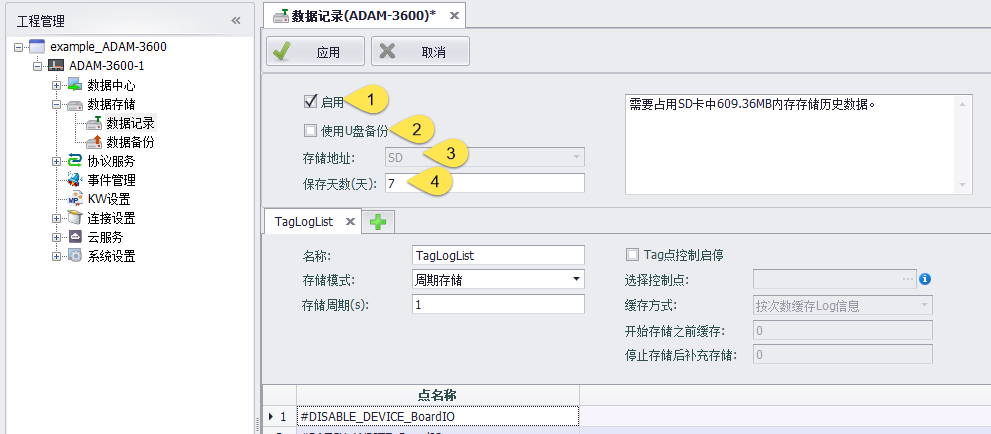 工程管理
example_ADAM-3600
ADAM-3600-1
数据中心
数据存储
数据记录
数据备份
协议服务
事件管理
KW设置
连接设置
云服务
系统设置
数据记录(ADAM-3600)*
应用
取消
启用 1
使用U盘备份 2
存储地址: SD 3
保存天数(天): 7 4
需要占用SD卡中609.36MB内存存储历史数据。
TagLogList
名称: TagLogList
存储模式: 周期存储
存储周期(s): 1
Tag点控制启停
选择控制点:
缓存方式: 按次数缓存Log信息
开始存储之前缓存: 0
停止存储后补充存储: 0
点名称
1 #DISABLE_DEVICE_BoardIO